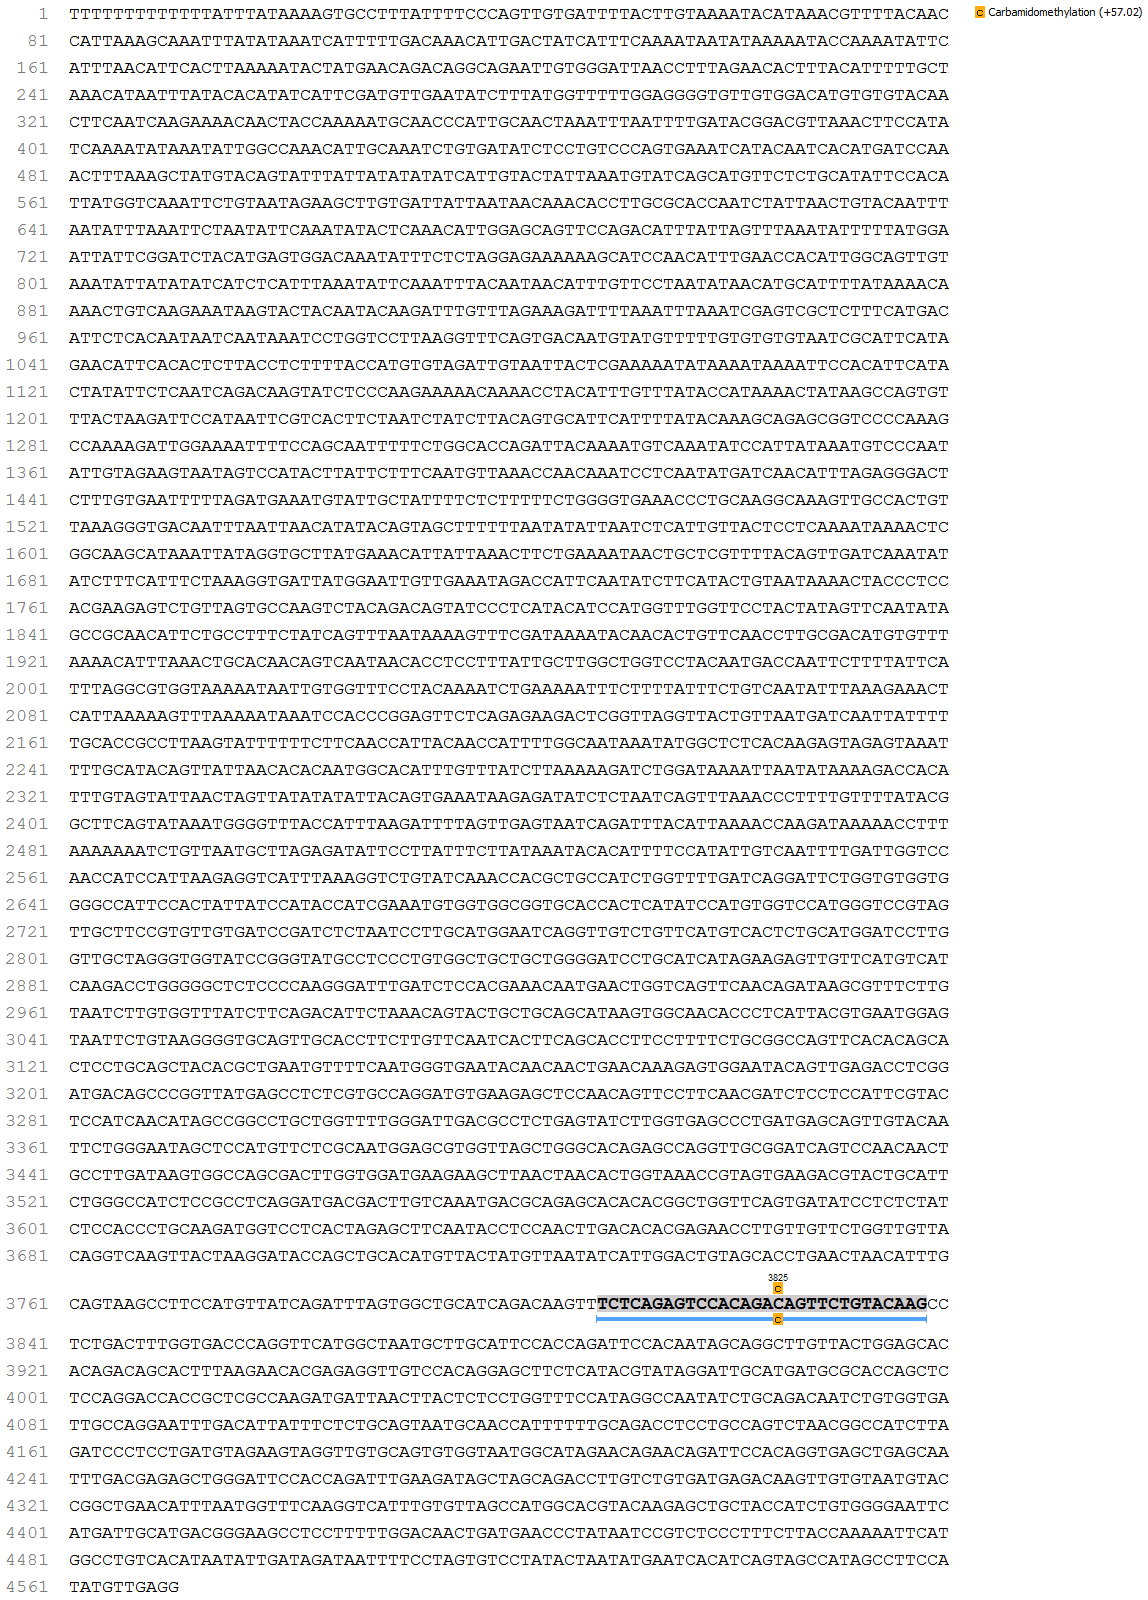 C Carbamidomethylation (+57.02)
1 TTTTTTTTTTTTTTATTTATAAAAGTGCCTTTATTTTCCCAGTTGTGATTTTACTTGTAAAATACATAAACGTTTTACAAC
81 CATTAAAGCAAATTTATATAAATCATTTTTGACAAACATTGACTATCATTTCAAAATAATATAAAAATACCAAAATATTC
161 ATTTAACATTCACTTAAAAATACTATGAACAGACAGGCAGAATTGTGGGATTAACCTTTAGAACACTTTACATTTTTGCT
241 AAACATAATTTATACACATATCATTCGATGTTGAATATCTTTATGGTTTTTGGAGGGGTGTTGTGGACATGTGTGTACAA
321 CTTCAATCAAGAAAACAACTACCAAAAATGCAACCCATTGCAACTAAATTTAATTTTGATACGGACGTTAAACTTCCATA
401 TCAAAATATAAATATTGGCCAAACATTGCAAATCTGTGATATCTCCTGTCCCAGTGAAATCATACAATCACATGATCCAA
481 ACTTTAAAGCTATGTACAGTATTTATTATATATATCATTGTACTATTAAATGTATCAGCATGTTCTCTGCATATTCCACA
561 TTATGGTCAAATTCTGTAATAGAAGCTTGTGATTATTAATAACAAACACCTTGCGCACCAATCTATTAACTGTACAATTT
641 AATATTTAAATTCTAATATTCAAATATACTCAAACATTGGAGCAGTTCCAGACATTTATTAGTTTAAATATTTTTATGGA
721 ATTATTCGGATCTACATGAGTGGACAAATATTTCTCTAGGAGAAAAAAGCATCCAACATTTGAACCACATTGGCAGTTGT
801 AAATATTATATATCATCTCATTTAAATATTCAAATTTACAATAACATTTGTTCCTAATATAACATGCATTTTATAAAACA
881 AAACTGTCAAGAAATAAGTACTACAATACAAGATTTGTTTAGAAAGATTTTAAATTTAAATCGAGTCGCTCTTTCATGAC
961 ATTCTCACAATAATCAATAAATCCTGGTCCTTAAGGTTTCAGTGACAATGTATGTTTTTGTGTGTGTAATCGCATTCATA
1041 GAACATTCACACTCTTACCTCTTTTACCATGTGTAGATTGTAATTACTCGAAAAATATAAAATAAAATTCCACATTCATA
1121 CTATATTCTCAATCAGACAAGTATCTCCCAAGAAAAACAAAACCTACATTTGTTTATACCATAAAACTATAAGCCAGTGT
1201 TTACTAAGATTCCATAATTCGTCACTTCTAATCTATCTTACAGTGCATTCATTTTATACAAAGCAGAGCGGTCCCCAAAG
1281 CCAAAAGATTGGAAAATTTTCCAGCAATTTTTCTGGCACCAGATTACAAAATGTCAAATATCCATTATAAATGTCCCAAT
1361 ATTGTAGAAGTAATAGTCCATACTTATTCTTTCAATGTTAAACCAACAAATCCTCAATATGATCAACATTTAGAGGGACT
1441 CTTTGTGAATTTTTAGATGAAATGTATTGCTATTTTCTCTTTTTCTGGGGTGAAACCCTGCAAGGCAAAGTTGCCACTGT
1521 TAAAGGGTGACAATTTAATTAACATATACAGTAGCTTTTTTAATATATTAATCTCATTGTTACTCCTCAAAATAAAACTC
1601 GGCAAGCATAAATTATAGGTGCTTATGAAACATTATTAAACTTCTGAAAATAACTGCTCGTTTTACAGTTGATCAAATAT
1681 ATCTTTCATTTCTAAAGGTGATTATGGAATTGTTGAAATAGACCATTCAATATCTTCATACTGTAATAAAACTACCCTCC
1761 ACGAAGAGTCTGTTAGTGCCAAGTCTACAGACAGTATCCCTCATACATCCATGGTTTGGTTCCTACTATAGTTCAATATA
1841 GCCGCAACATTCTGCCTTTCTATCAGTTTAATAAAAGTTTCGATAAAATACAACACTGTTCAACCTTGCGACATGTGTTT
1921 AAAACATTTAAACTGCACAACAGTCAATAACACCTCCTTTATTGCTTGGCTGGTCCTACAATGACCAATTCTTTTATTCA
2001 TTTAGGCGTGGTAAAAATAATTGTGGTTTCCTACAAAATCTGAAAAATTTCTTTTATTTCTGTCAATATTTAAAGAAACT
2081 CATTAAAAAGTTTAAAAATAAATCCACCCGGAGTTCTCAGAGAAGACTCGGTTAGGTTACTGTTAATGATCAATTATTTT
2161 TGCACCGCCTTAAGTATTTTTTCTTCAACCATTACAACCATTTTGGCAATAAATATGGCTCTCACAAGAGTAGAGTAAAT
2241 TTTGCATACAGTTATTAACACACAATGGCACATTTGTTTATCTTAAAAAGATCTGGATAAAATTAATATAAAAGACCACA
2321 TTTGTAGTATTAACTAGTTATATATATTACAGTGAAATAAGAGATATCTCTAATCAGTTTAAACCCTTTTGTTTTATACG
2401 GCTTCAGTATAAATGGGGTTTACCATTTAAGATTTTAGTTGAGTAATCAGATTTACATTAAAACCAAGATAAAAACCTTT
2481 AAAAAAATCTGTTAATGCTTAGAGATATTCCTTATTTCTTATAAATACACATTTTCCATATTGTCAATTTTGATTGGTCC
2561 AACCATCCATTAAGAGGTCATTTAAAGGTCTGTATCAAACCACGCTGCCATCTGGTTTTGATCAGGATTCTGGTGTGGTG
2641 GGGCCATTCCACTATTATCCATACCATCGAAATGTGGTGGCGGTGCACCACTCATATCCATGTGGTCCATGGGTCCGTAG
2721 TTGCTTCCGTGTTGTGATCCGATCTCTAATCCTTGCATGGAATCAGGTTGTCTGTTCATGTCACTCTGCATGGATCCTTG
2801 GTTGCTAGGGTGGTATCCGGGTATGCCTCCCTGTGGCTGCTGCTGGGGATCCTGCATCATAGAAGAGTTGTTCATGTCAT
2881 CAAGACCTGGGGGCTCTCCCCAAGGGATTTGATCTCCACGAAACAATGAACTGGTCAGTTCAACAGATAAGCGTTTCTTG
2961 TAATCTTGTGGTTTATCTTCAGACATTCTAAACAGTACTGCTGCAGCATAAGTGGCAACACCCTCATTACGTGAATGGAG
3041 TAATTCTGTAAGGGGTGCAGTTGCACCTTCTTGTTCAATCACTTCAGCACCTTCCTTTTCTGCGGCCAGTTCACACAGCA
3121 CTCCTGCAGCTACACGCTGAATGTTTTCAATGGGTGAATACAACAACTGAACAAAGAGTGGAATACAGTTGAGACCTCGG
3201 ATGACAGCCCGGTTATGAGCCTCTCGTGCCAGGATGTGAAGAGCTCCAACAGTTCCTTCAACGATCTCCTCCATTCGTAC
3281 TCCATCAACATAGCCGGCCTGCTGGTTTTGGGATTGACGCCTCTGAGTATCTTGGTGAGCCCTGATGAGCAGTTGTACAA
3361 TTCTGGGAATAGCTCCATGTTCTCGCAATGGAGCGTGGTTAGCTGGGCACAGAGCCAGGTTGCGGATCAGTCCAACAACT
3441 GCCTTGATAAGTGGCCAGCGACTTGGTGGATGAAGAAGCTTAACTAACACTGGTAAACCGTAGTGAAGACGTACTGCATT
3521 CTGGGCCATCTCCGCCTCAGGATGACGACTTGTCAAATGACGCAGAGCACACACGGCTGGTTCAGTGATATCCTCTCTAT
3601 CTCCACCCTGCAAGATGGTCCTCACTAGAGCTTCAATACCTCCAACTTGACACACGAGAACCTTGTTGTTCTGGTTGTTA
3681 CAGGTCAAGTTACTAAGGATACCAGCTGCACATGTTACTATGTTAATATCATTGGACTGTAGCACCTGAACTAACATTTG
3825
C
3761 CAGTAAGCCTTCCATGTTATCAGATTTAGTGGCTGCATCAGACAAGTTTCTCAGAGTCCACAGACAGTTCTGTACAAGCC
C
3841 TCTGACTTTGGTGACCCAGGTTCATGGCTAATGCTTGCATTCCACCAGATTCCACAATAGCAGGCTTGTTACTGGAGCAC
3921 ACAGACAGCACTTTAAGAACACGAGAGGTTGTCCACAGGAGCTTCTCATACGTATAGGATTGCATGATGCGCACCAGCTC
4001 TCCAGGACCACCGCTCGCCAAGATGATTAACTTACTCTCCTGGTTTCCATAGGCCAATATCTGCAGACAATCTGTGGTGA
4081 TTGCCAGGAATTTGACATTATTTCTCTGCAGTAATGCAACCATTTTTTGCAGACCTCCTGCCAGTCTAACGGCCATCTTA
4161 GATCCCTCCTGATGTAGAAGTAGGTTGTGCAGTGTGGTAATGGCATAGAACAGAACAGATTCCACAGGTGAGCTGAGCAA
4241 TTTGACGAGAGCTGGGATTCCACCAGATTTGAAGATAGCTAGCAGACCTTGTCTGTGATGAGACAAGTTGTGTAATGTAC
4321 CGGCTGAACATTTAATGGTTTCAAGGTCATTTGTGTTAGCCATGGCACGTACAAGAGCTGCTACCATCTGTGGGGAATTC
4401 ATGATTGCATGACGGGAAGCCTCCTTTTTGGACAACTGATGAACCCTATAATCCGTCTCCCTTTCTTACCAAAAATTCAT
4481 GGCCTGTCACATAATATTGATAGATAATTTTCCTAGTGTCCTATACTAATATGAATCACATCAGTAGCCATAGCCTTCCA
4561 TATGTTGAGG